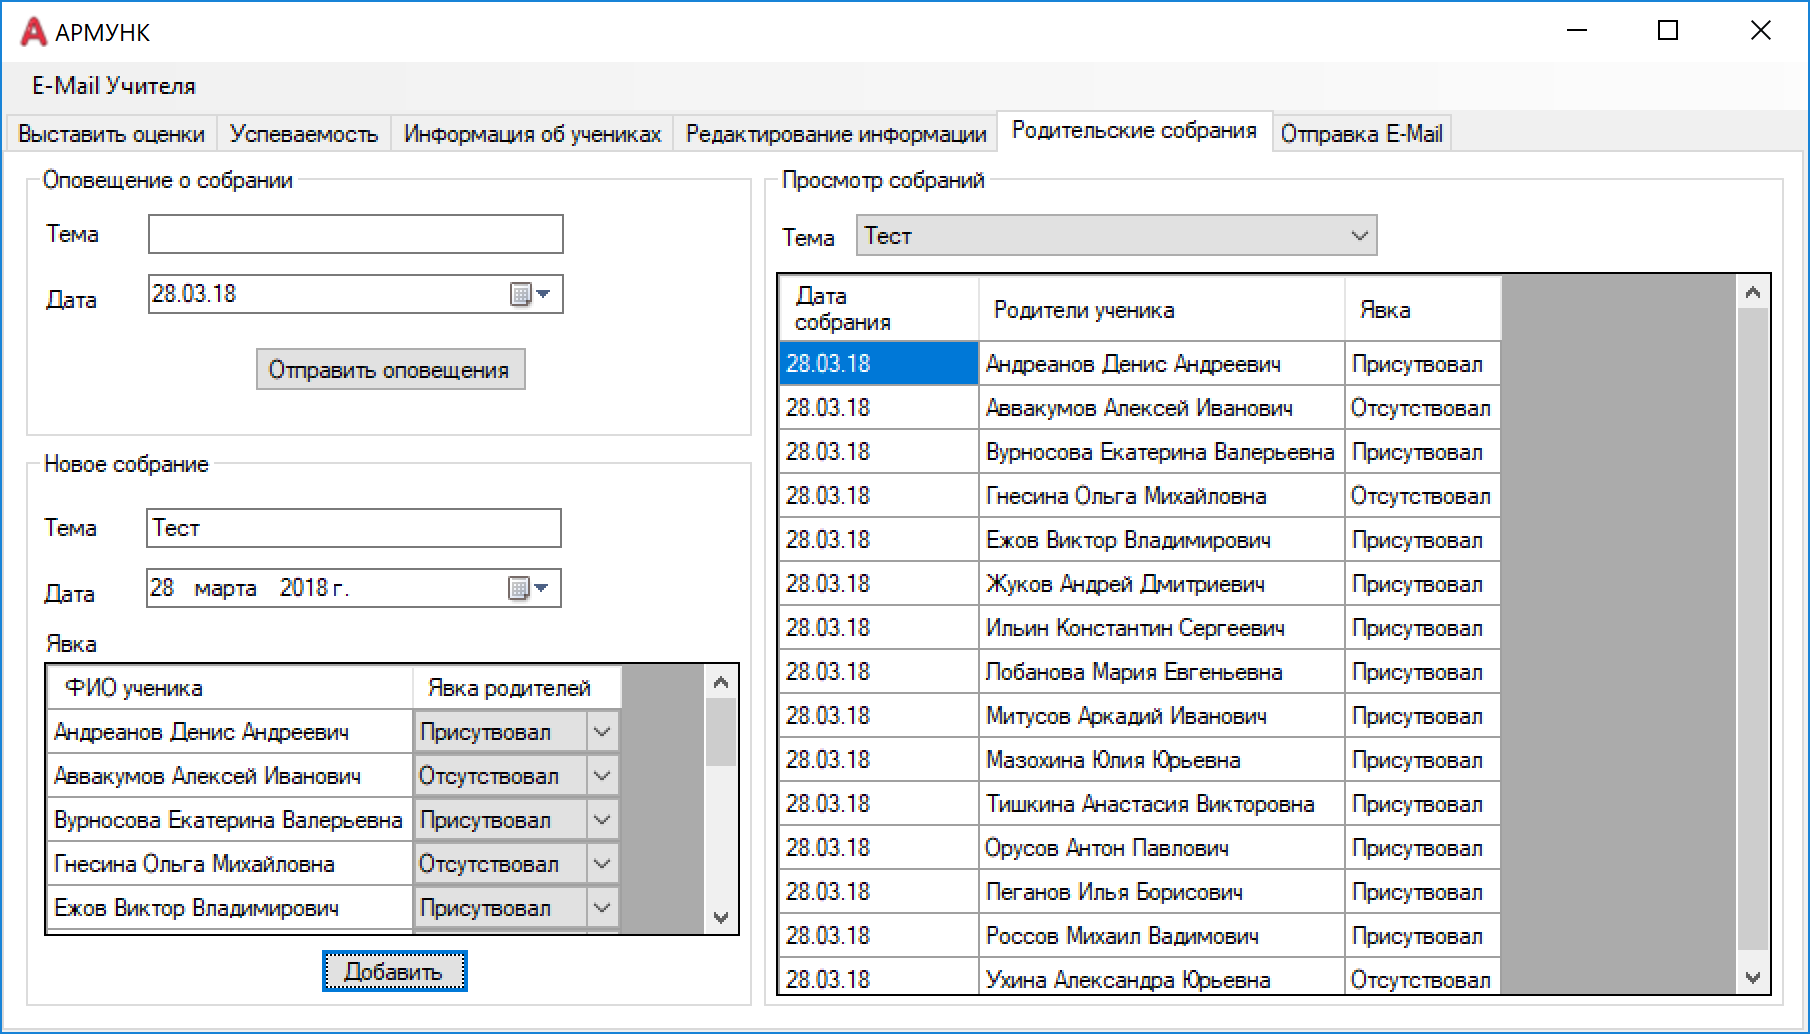 АРМУНК
E-Mail Учителя
Выставить оценки Успеваемость Информация об учениках Редактирование информации Родительские собрания Отправка E-Mail
Оповещение о собрании
Тема
Дата 28.03.18
Отправить оповещения
Новое собрание
Тема Тест
Дата 28 марта 2018 г.
Явка
ФИО ученика Явка родителей
Андреанов Денис Андреевич Присутвовал
Аввакумов Алексей Иванович Отсутствовал
Вурносова Екатерина Валерьевна Присутвовал
Гнесина Ольга Михайловна Отсутствовал
Ежов Виктор Владимирович Присутвовал
Добавить
Просмотр собраний
Тема Тест
Дата
собрания Родители ученика Явка
28.03.18 Андреанов Денис Андреевич Присутвовал
28.03.18 Аввакумов Алексей Иванович Отсутствовал
28.03.18 Вурносова Екатерина Валерьевна Присутвовал
28.03.18 Гнесина Ольга Михайловна Отсутствовал
28.03.18 Ежов Виктор Владимирович Присутвовал
28.03.18 Жуков Андрей Дмитриевич Присутвовал
28.03.18 Ильин Константин Сергеевич Присутвовал
28.03.18 Лобанова Мария Евгеньевна Присутвовал
28.03.18 Митусов Аркадий Иванович Присутвовал
28.03.18 Мазохина Юлия Юрьевна Присутвовал
28.03.18 Тишкина Анастасия Викторовна Присутвовал
28.03.18 Орусов Антон Павлович Присутвовал
28.03.18 Пеганов Илья Борисович Присутвовал
28.03.18 Россов Михаил Вадимович Присутвовал
28.03.18 Ухина Александра Юрьевна Отсутствовал